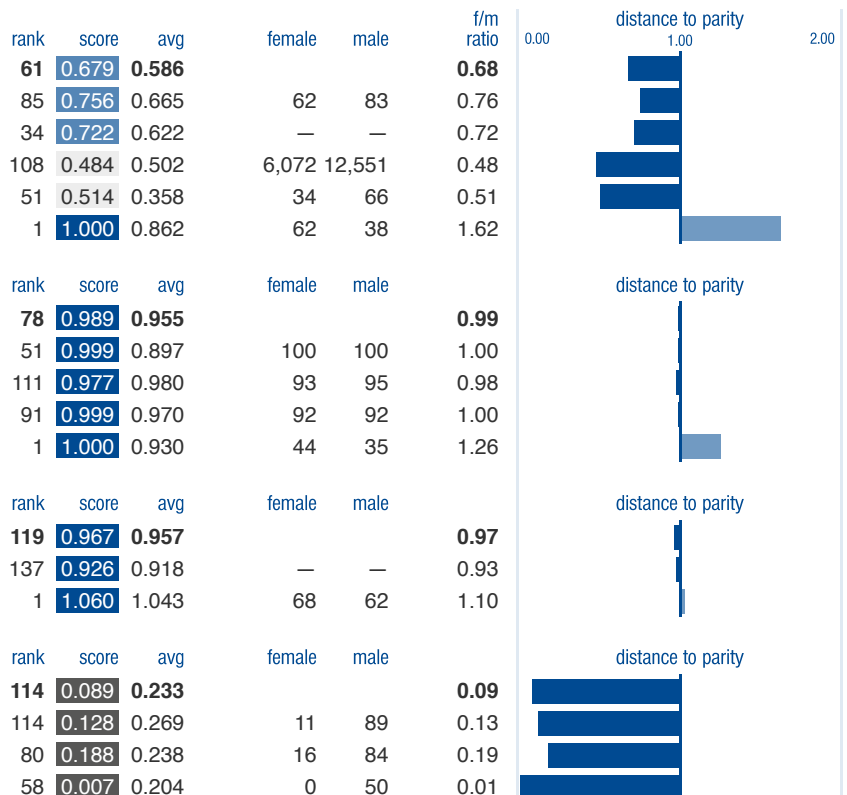 f/m distance to parity
rank score avg female male ratio 0.00 1.00 2.00
61 0.679 0.586 0.68
85 0.756 0.665 62 83 0.76
34 0.722 0.622 — — 0.72
108 0.484 0.502 6,072 12,551 0.48
51 0.514 0.358 34 66 0.51
1 1.000 0.862 62 38 1.62
rank score avg female male distance to parity
78 0.989 0.955 0.99
51 0.999 0.897 100 100 1.00
111 0.977 0.980 93 95 0.98
91 0.999 0.970 92 92 1.00
1 1.000 0.930 44 35 1.26
rank score avg female male distance to parity
119 0.967 0.957 0.97
137 0.926 0.918 — — 0.93
1 1.060 1.043 68 62 1.10
rank score avg female male distance to parity
114 0.089 0.233 0.09
114 0.128 0.269 11 89 0.13
80 0.188 0.238 16 84 0.19
58 0.007 0.204 0 50 0.01